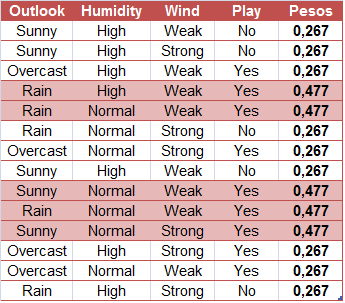 Outlook Humidity Wind Play Pesos
Sunny High Weak No 0,267
Sunny High Strong No 0,267
Overcast High Weak Yes 0,267
Rain High Weak Yes 0,477
Rain Normal Weak Yes 0,477
Rain Normal Strong No 0,267
Overcast Normal Strong Yes 0,267
Sunny High Weak No 0,267
Sunny Normal Weak Yes 0,477
Rain Normal Weak Yes 0,477
Sunny Normal Strong Yes 0,477
Overcast High Strong Yes 0,267
Overcast Normal Weak Yes 0,267
Rain High Strong No 0,267